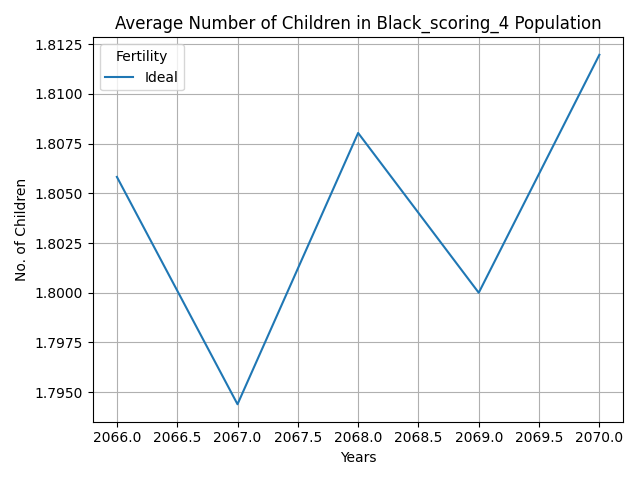 Average Number of Children in Black_scoring_4 Population
1.8125
1.8100
1.8075
1.8050
1.8025
1.8000
1.7975
1.7950
No. of Children
Fertility
Ideal
2066.0 2066.5 2067.0 2067.5 2068.0 2068.5 2069.0 2069.5 2070.0
Years